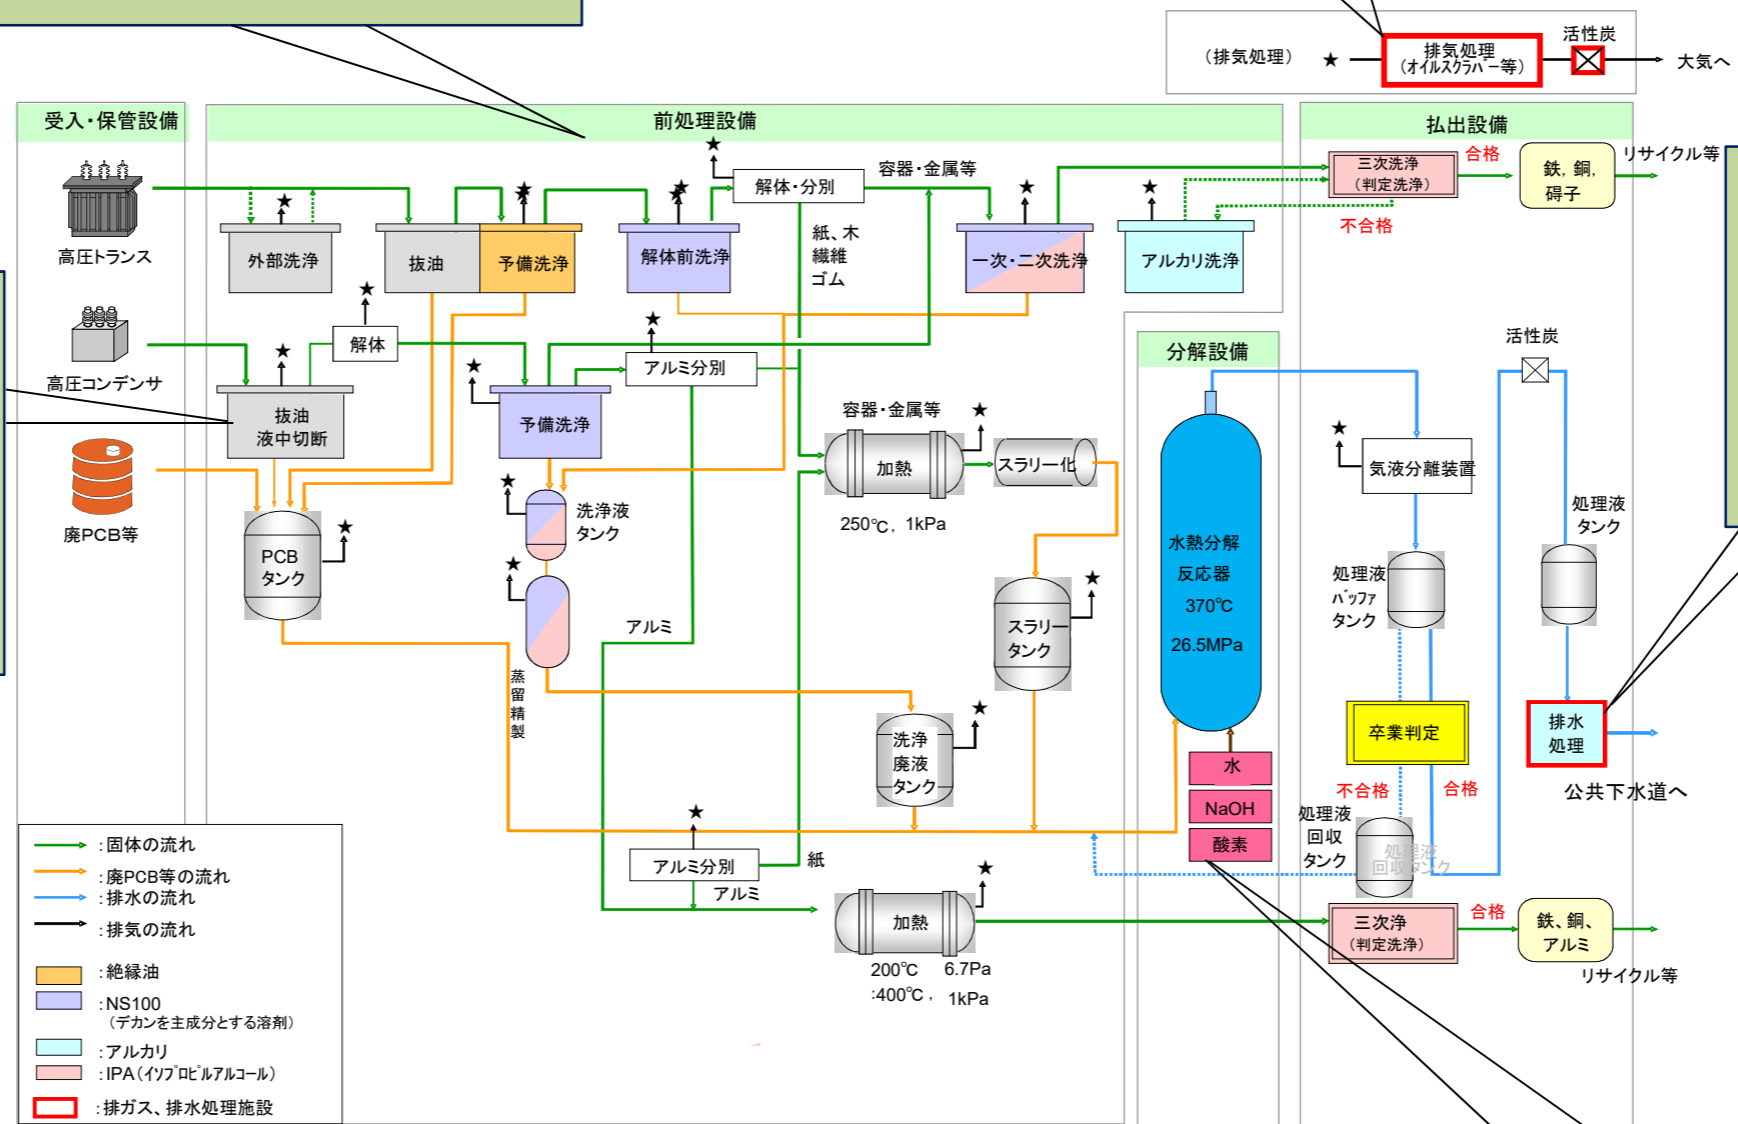 （排気処理）
★
排気処理
（オイルスクラバー等）
活性炭
大気へ
受入・保管設備
前処理設備
払出設備
高圧トランス
高圧コンデンサ
廃PCB等
★
外部洗浄
抜油
★
予備洗浄
★
解体前洗浄
★
解体・分別
容器・金属等
紙、木
繊維
ゴム
★
一次・二次洗浄
★
アルカリ洗浄
三次洗浄
（判定洗浄）
合格
不合格
鉄, 銅,
碍子
リサイクル等
★
解体
★
抜油
液中切断
★
アルミ分別
★
予備洗浄
★
洗浄液
タンク
★
蒸
留
精
製
PCB
タンク
★
アルミ
容器・金属等
★
加熱
250℃, 1kPa
スラリー化
★
スラリー
タンク
★
洗浄
廃液
タンク
★
アルミ分別
紙
アルミ
★
加熱
200℃ 6.7Pa
:400℃, 1kPa
分解設備
水熱分解
反応器
370℃
26.5MPa
水
NaOH
酸素
活性炭
★
気液分離装置
処理液
バッファ
タンク
処理液
タンク
卒業判定
不合格
合格
排水
処理
公共下水道へ
処理液
回収
タンク
処理液
回収タンク
三次浄
（判定洗浄）
合格
鉄、銅、
アルミ
リサイクル等
：固体の流れ
：廃PCB等の流れ
：排水の流れ
：排気の流れ
：絶縁油
：NS100
（デカンを主成分とする溶剤）
：アルカリ
：IPA（イソプロピルアルコール）
：排ガス、排水処理施設